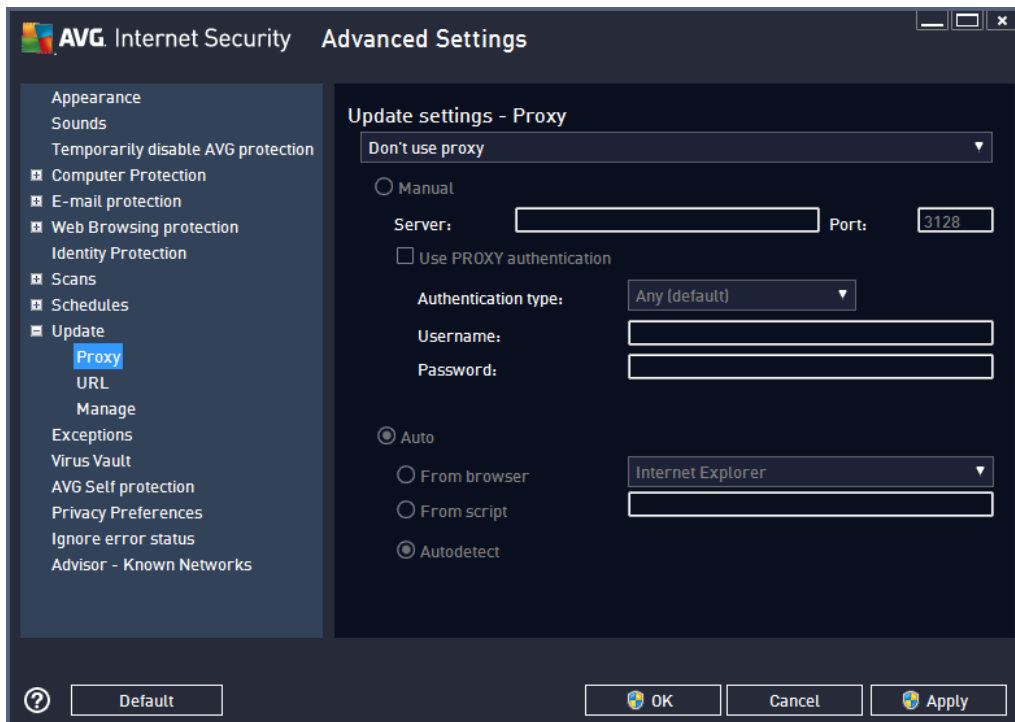 AVG. Internet Security Advanced Settings
Appearance
Sounds
Temporarily disable AVG protection
Computer Protection
E-mail protection
Web Browsing protection
Identity Protection
Scans
Schedules
Update
Proxy
URL
Manage
Exceptions
Virus Vault
AVG Self protection
Privacy Preferences
Ignore error status
Advisor - Known Networks
Update settings - Proxy
Don't use proxy
Manual
Server: Port: 3128
Use PROXY authentication
Authentication type: Any (default)
Username:
Password:
Auto
From browser Internet Explorer
From script
Autodetect
? Default OK Cancel Apply